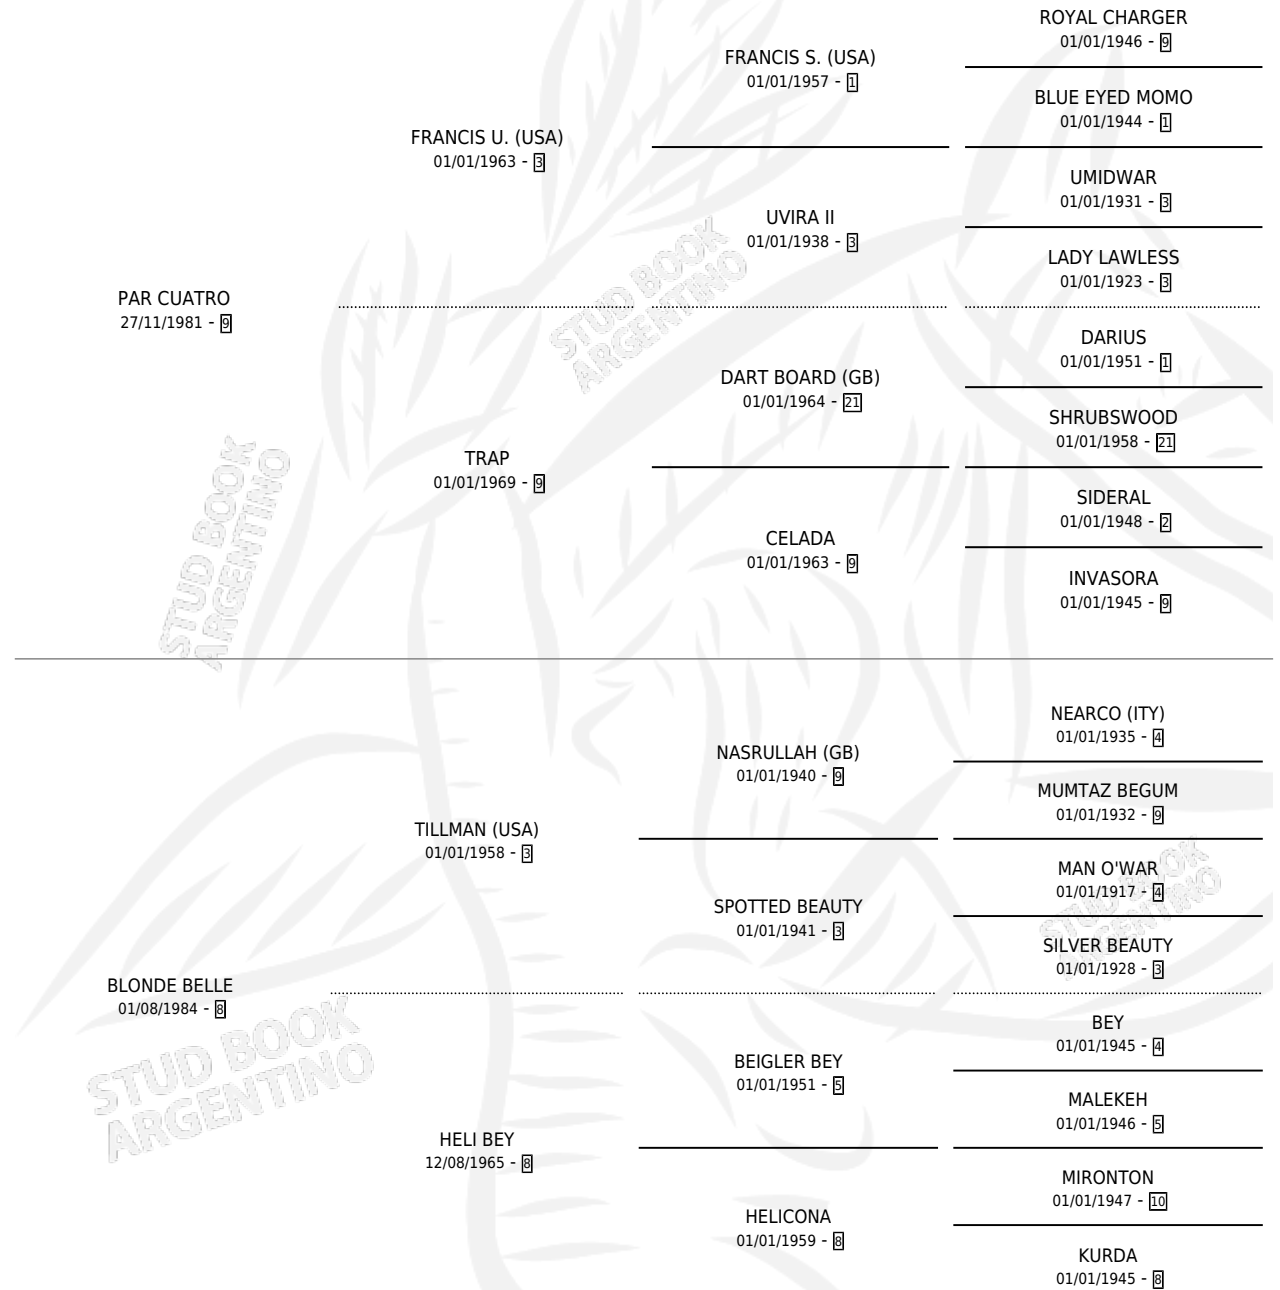 ROYAL CHARGER
01/01/1946 - 9
FRANCIS S. (USA)
01/01/1957 - 1
BLUE EYED MOMO
01/01/1944 - 1
FRANCIS U. (USA)
01/01/1963 - 3
UMIDWAR
01/01/1931 - 3
UVIRA II
01/01/1938 - 3
LADY LAWLESS
01/01/1923 - 3
PAR CUATRO
27/11/1981 - 9
DARIUS
01/01/1951 - 1
DART BOARD (GB)
01/01/1964 - 21
SHRUBSWOOD
01/01/1958 - 21
TRAP
01/01/1969 - 9
SIDERAL
01/01/1948 - 2
CELADA
01/01/1963 - 9
INVASORA
01/01/1945 - 9
STUD BOOK
ARGENTINO
STUD BOOK
ARGENTINO
NEARCO (ITY)
01/01/1935 - 4
NASRULLAH (GB)
01/01/1940 - 9
MUMTAZ BEGUM
01/01/1932 - 9
TILLMAN (USA)
01/01/1958 - 3
MAN O'WAR
01/01/1917 - 4
SPOTTED BEAUTY
01/01/1941 - 3
SILVER BEAUTY
01/01/1928 - 3
BLONDE BELLE
01/08/1984 - 8
BEY
01/01/1945 - 4
BEIGLER BEY
01/01/1951 - 5
MALEKEH
01/01/1946 - 5
HELI BEY
12/08/1965 - 8
MIRONTON
01/01/1947 - 10
HELICONA
01/01/1959 - 8
KURDA
01/01/1945 - 8
STUD BOOK
ARGENTINO
STUD BOOK
ARGENTINO